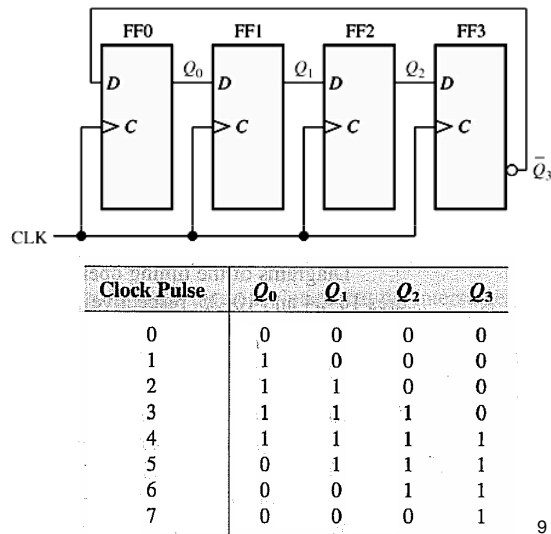 FF0 FF1 FF2 FF3
Q0 Q1 Q2
D D D D
C C C C
Q̅3
CLK
Clock Pulse Q0 Q1 Q2 Q3
0 0 0 0 0
1 1 0 0 0
2 1 1 0 0
3 1 1 1 0
4 1 1 1 1
5 0 1 1 1
6 0 0 1 1
7 0 0 0 1
9